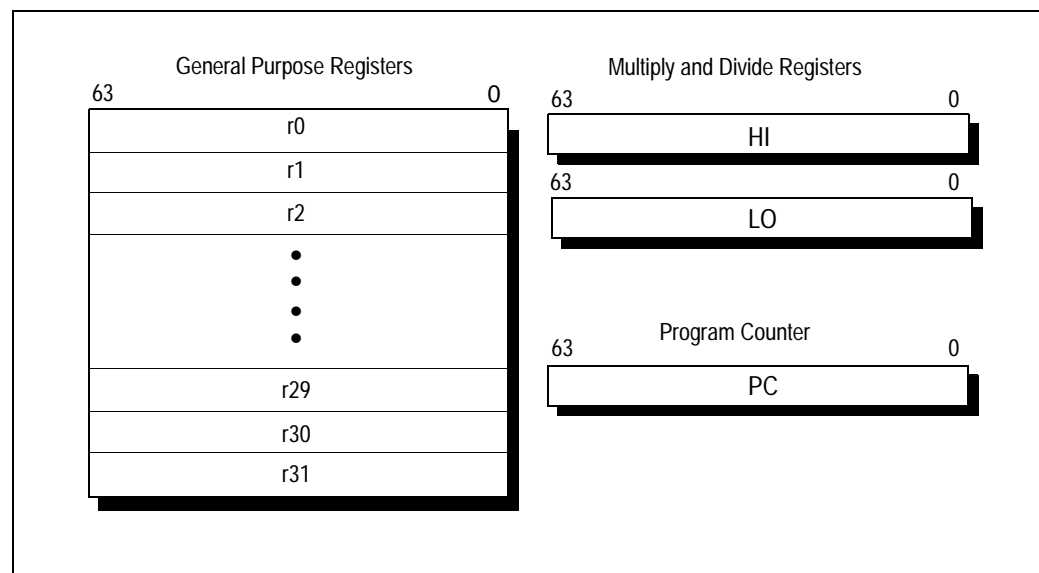 General Purpose Registers
63 0
r0
r1
r2
r29
r30
r31
Multiply and Divide Registers
63 0
HI
63 0
LO
Program Counter
63 0
PC